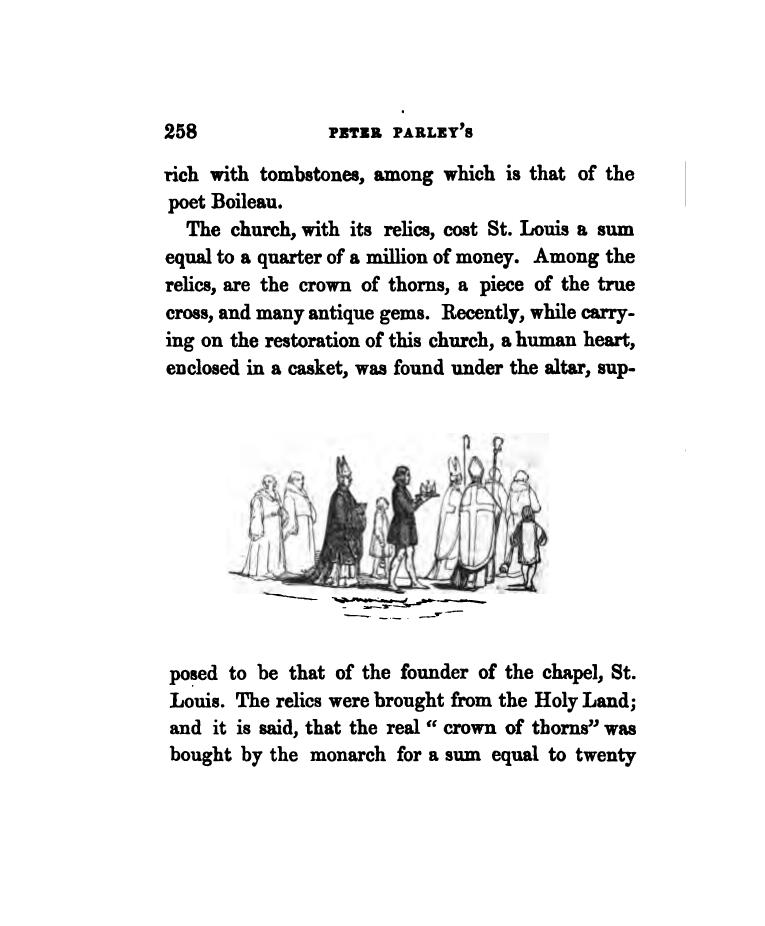 258 PETER PARLEY'S
rich with tombstones, among which is that of the
poet Boileau.
The church, with its relics, cost St. Louis a sum
equal to a quarter of a million of money. Among the
relics, are the crown of thorns, a piece of the true
cross, and many antique gems. Recently, while carry-
ing on the restoration of this church, a human heart,
enclosed in a casket, was found under the altar, sup-
posed to be that of the founder of the chapel, St.
Louis. The relics were brought from the Holy Land;
and it is said, that the real “ crown of thorns” was
bought by the monarch for a sum equal to twenty